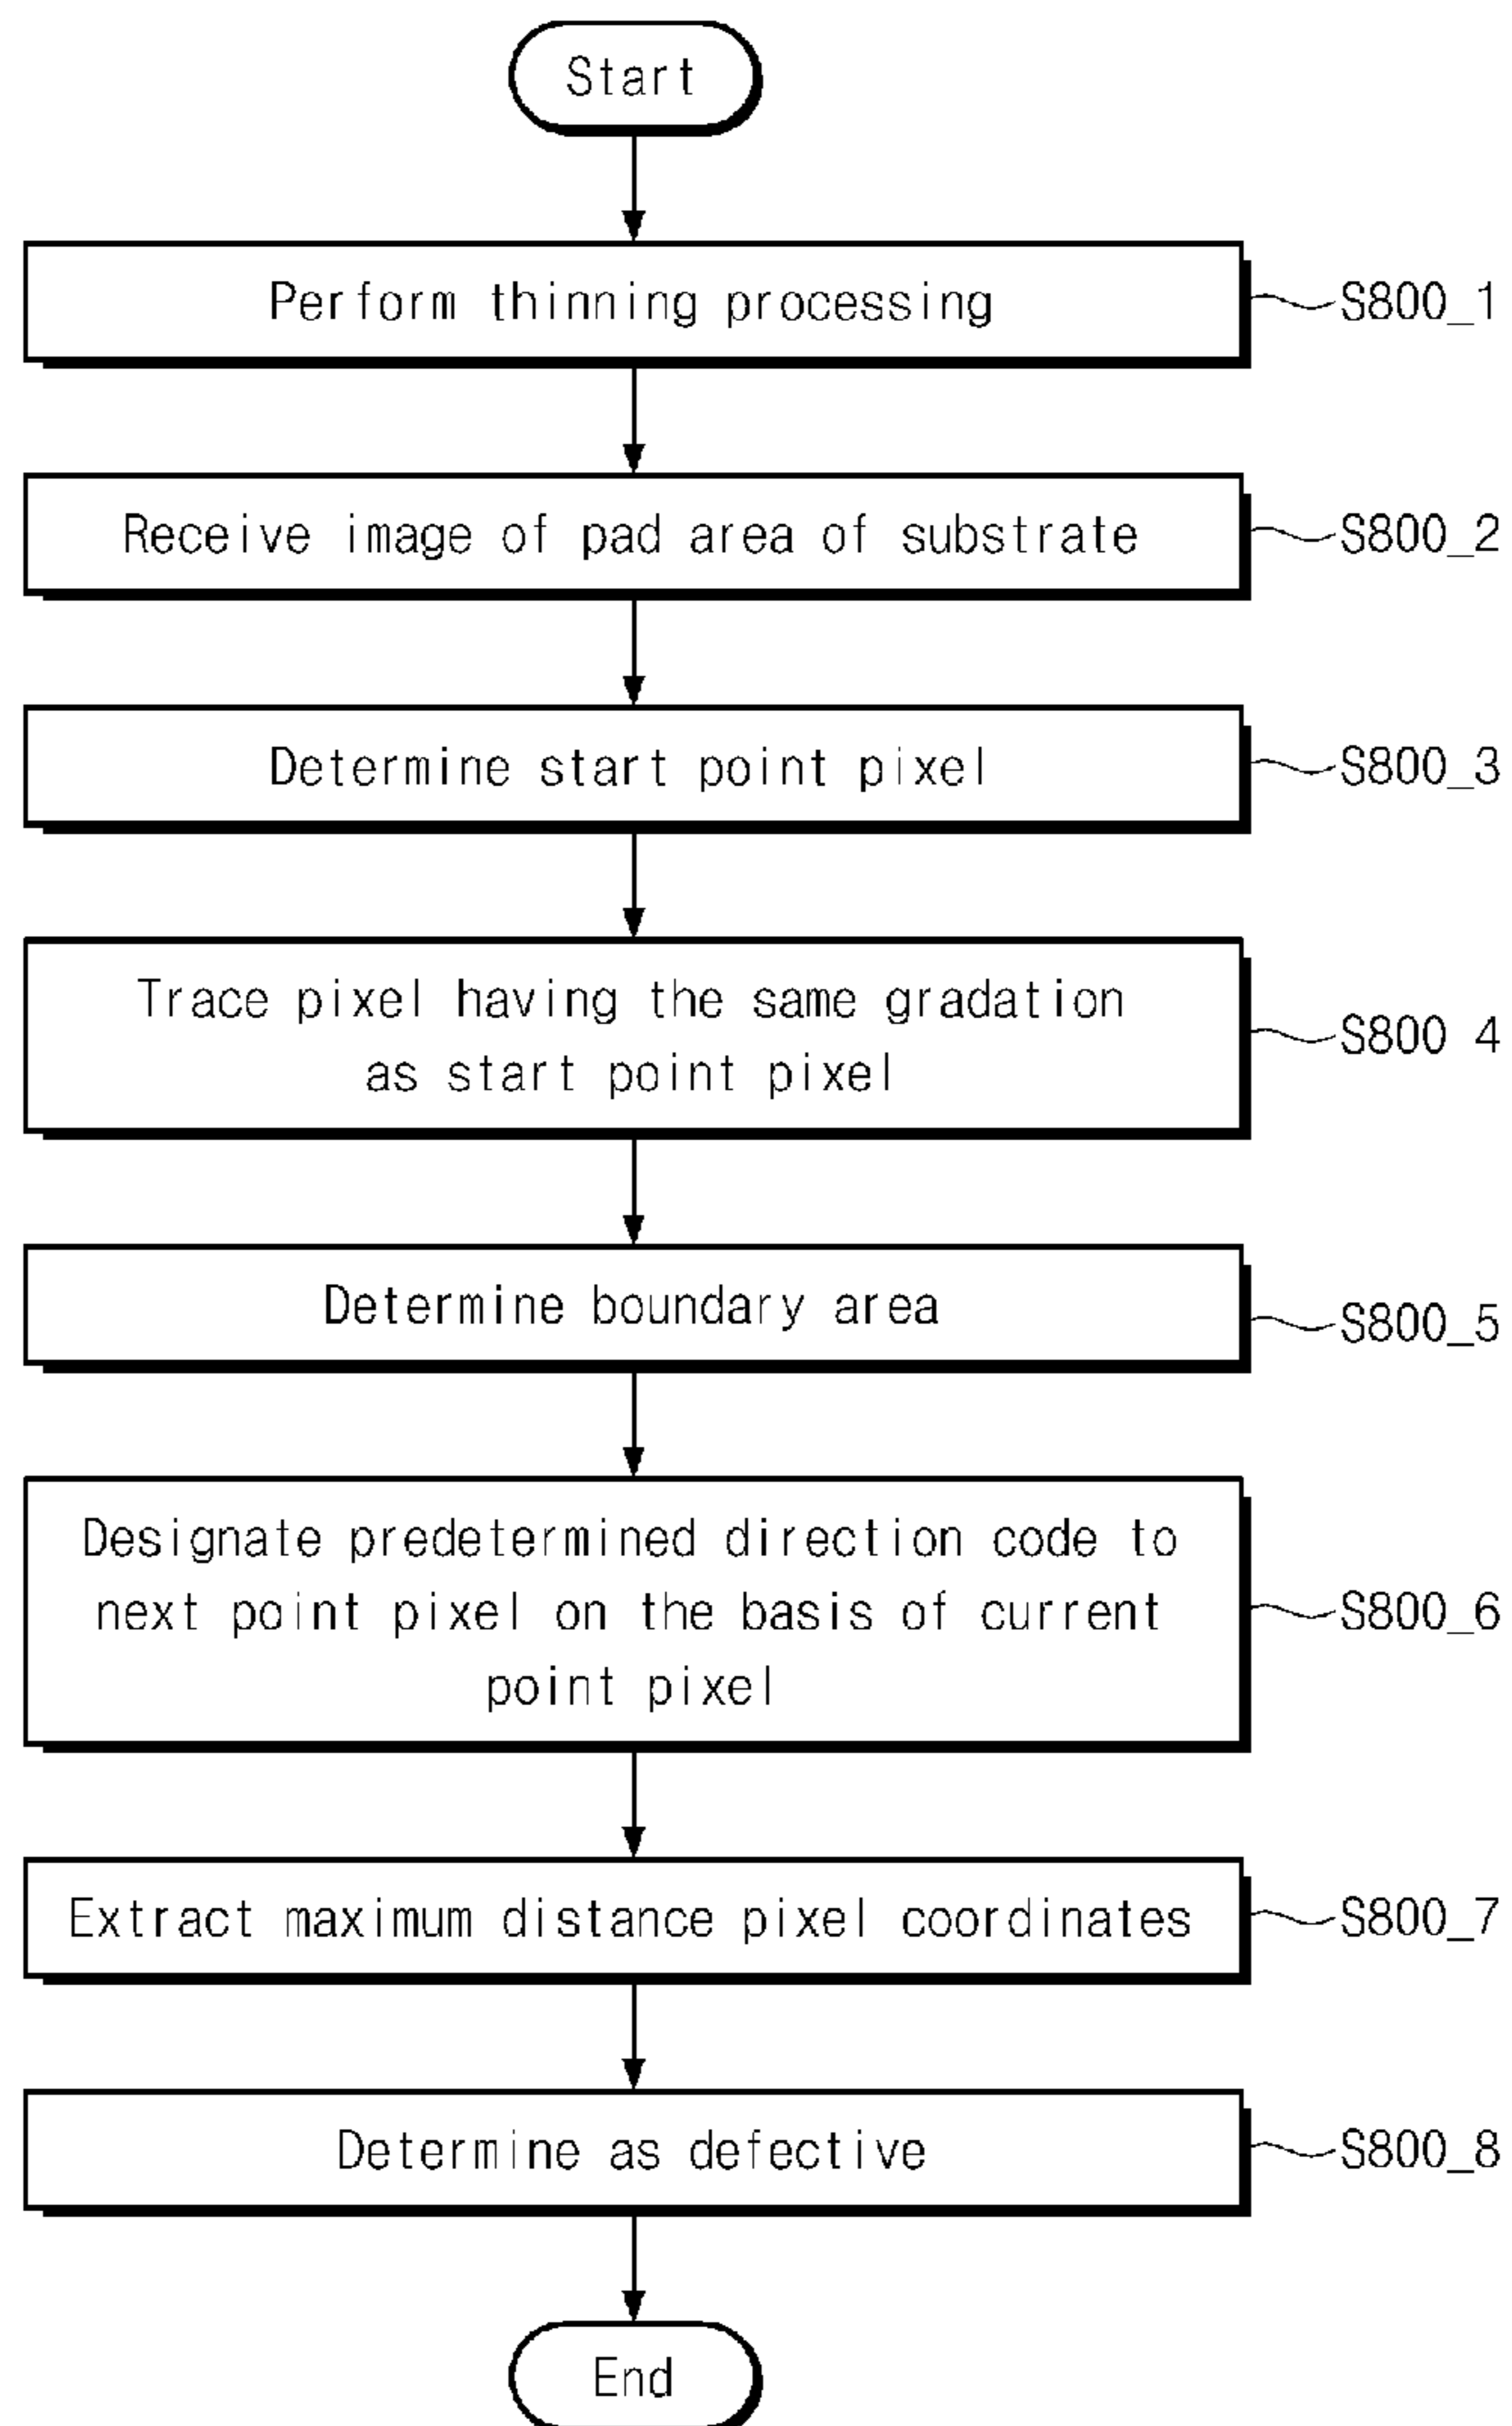 Start
Perform thinning processing
S800_1
Receive image of pad area of substrate
S800_2
Determine start point pixel
S800_3
Trace pixel having the same gradation
as start point pixel
S800 4
Determine boundary area
S800_5
Designate predetermined direction code to
next point pixel on the basis of current
point pixel
S800_6
Extract maximum distance pixel coordinates
S800_7
Determine as defective
S800_8
End